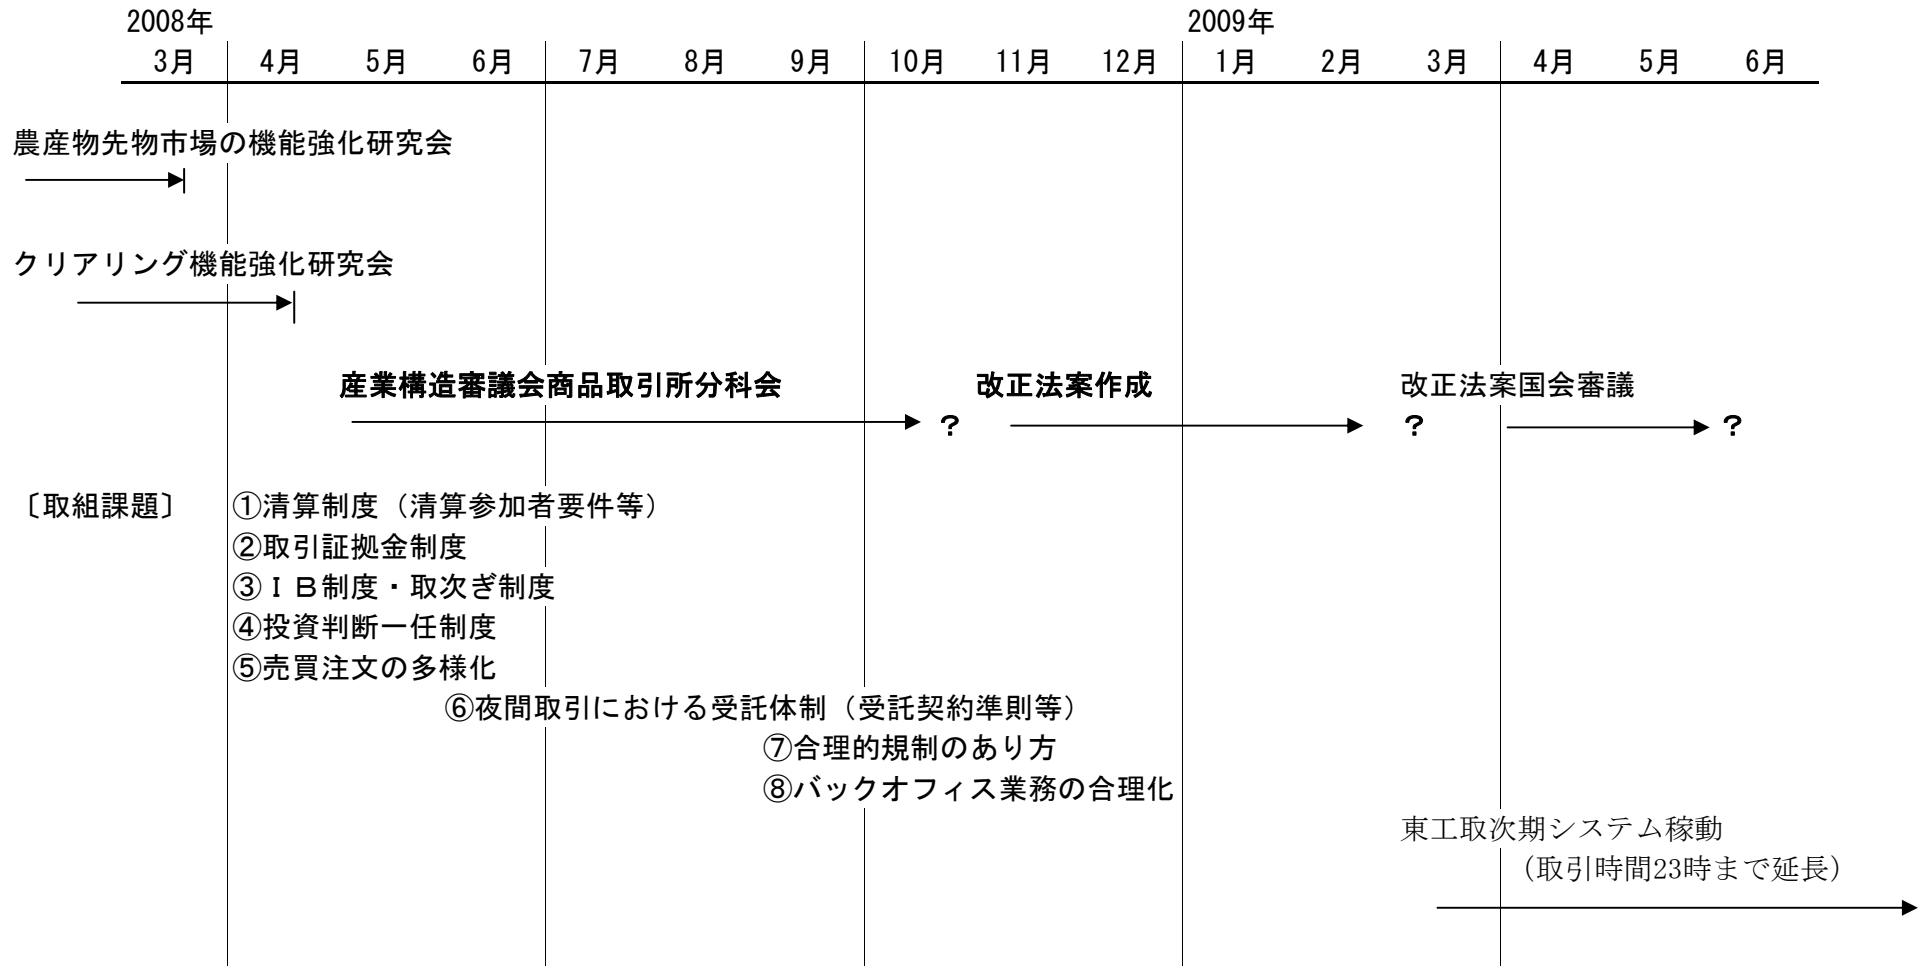 2008年 2009年
3月 4月 5月 6月 7月 8月 9月 10月 11月 12月 1月 2月 3月 4月 5月 6月
農産物先物市場の機能強化研究会
クリアリング機能強化研究会
産業構造審議会商品取引所分科会 改正法案作成 改正法案国会審議
？ ？ ？
〔取組課題〕 ①清算制度（清算参加者要件等）
②取引証拠金制度
③ＩＢ制度・取次ぎ制度
④投資判断一任制度
⑤売買注文の多様化
⑥夜間取引における受託体制（受託契約準則等）
⑦合理的規制のあり方
⑧バックオフィス業務の合理化
東工取次期システム稼動
（取引時間23時まで延長）